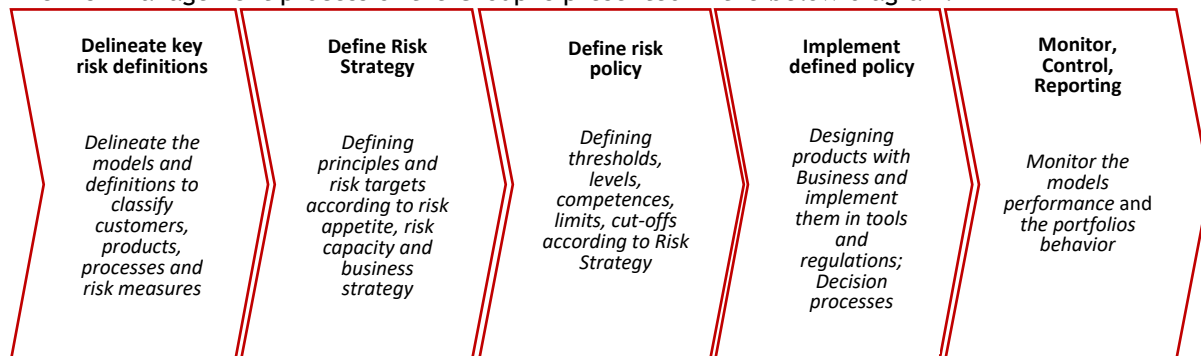 Delineate key
risk definitions
Delineate the
models and
definitions to
classify
customers,
products,
processes and
risk measures
Define Risk
Strategy
Defining
principles and
risk targets
according to risk
appetite, risk
capacity and
business
strategy
Define risk
policy
Defining
thresholds,
levels,
competences,
limits, cut-offs
according to Risk
Strategy
Implement
defined policy
Designing
products with
Business and
implement
them in tools
and
regulations;
Decision
processes
Monitor,
Control,
Reporting
Monitor the
models
performance and
the portfolios
behavior